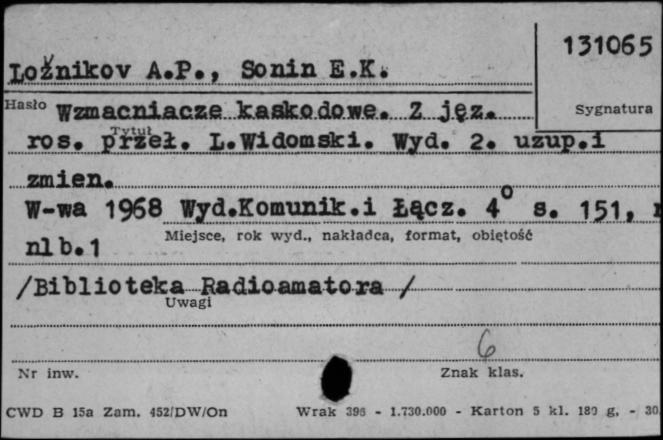 131065
Ložnikov A.P., Sonin E.K.
Hasło Wzmacniacze kaskodowe. Z jęz.
Sygnatura
Tytuł
ros. przeł. L.Widomski. Wyd. 2. uzup.i
zmien.
W-wa 1968 Wyd.Komunik.i Łącz. 4° s. 151,
Miejsce, rok wyd., nakładca, format, objętość
nlb.1
/Biblioteka Radioamatora /
Uwagi
6
Nr inw.
Znak klas.
CWD B 15a Zam. 452/DW/On Wrak 396 - 1.730.000 - Karton 5 kl. 180 g, - 30